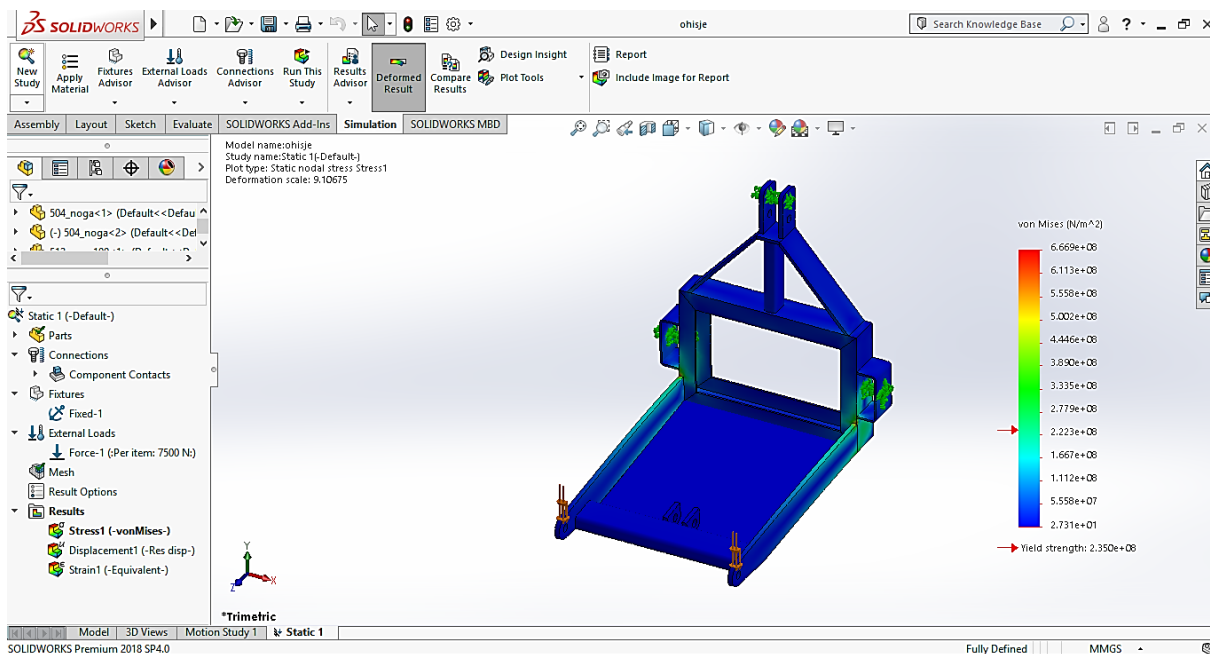 SOLIDWORKS
ohisje
Search Knowledge Base
?
New Study
Apply Material
Fixtures Advisor
External Loads Advisor
Connections Advisor
Run This Study
Results Advisor
Deformed Result
Compare Results
Design Insight
Plot Tools
Report
Include Image for Report
Assembly
Layout
Sketch
Evaluate
SOLIDWORKS Add-Ins
Simulation
SOLIDWORKS MBD
504_noga<1> (Default<<Defau
(-) 504_noga<2> (Default<<Def
Static 1 (-Default-)
Parts
Connections
Component Contacts
Fixtures
Fixed-1
External Loads
Force-1 (:Per item: 7500 N:)
Mesh
Result Options
Results
Stress1 (-vonMises-)
Displacement1 (-Res disp-)
Strain1 (-Equivalent-)
Model name:ohisje
Study name:Static 1(-Default-)
Plot type: Static nodal stress Stress1
Deformation scale: 9.10675
von Mises (N/m^2)
6.669e+08
6.113e+08
5.558e+08
5.002e+08
4.446e+08
3.890e+08
3.335e+08
2.779e+08
2.223e+08
1.667e+08
1.112e+08
5.558e+07
2.731e+01
Yield strength: 2.350e+08
Y
X
Z
*Trimetric
Model
3D Views
Motion Study 1
Static 1
SOLIDWORKS Premium 2018 SP4.0
Fully Defined
MMGS